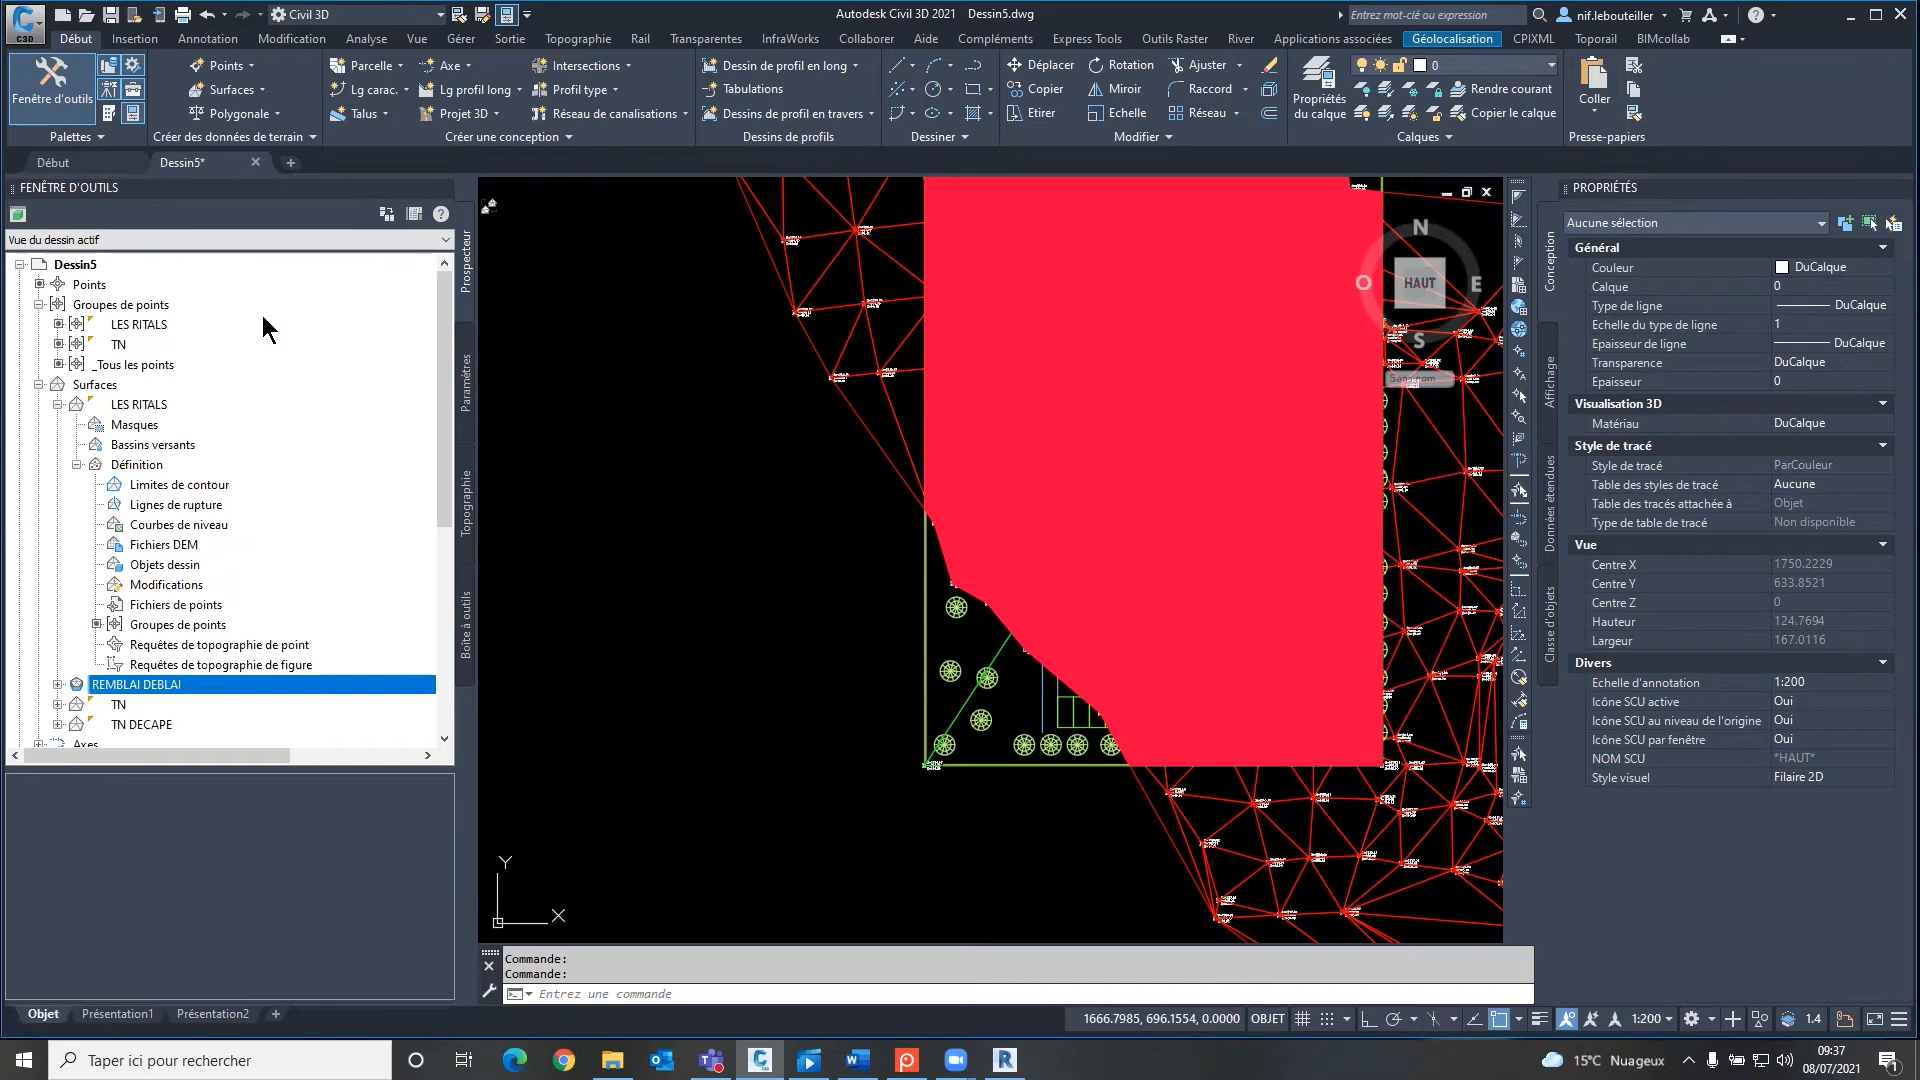 C3D
Civil 3D
Autodesk Civil 3D 2021 Dessin5.dwg
Entrez mot-clé ou expression
nif.lebouteiller
Début Insertion Annotation Modification Analyse Vue Gérer Sortie Topographie Rail Transparentes InfraWorks Collaborer Aide Compléments Express Tools Outils Raster River Applications associées Géolocalisation CPIXML Toporail BIMcollab
Fenêtre d'outils
Points
Surfaces
Polygonale
Parcelle
Lg carac.
Talus
Axe
Lg profil long
Projet 3D
Intersections
Profil type
Réseau de canalisations
Dessin de profil en long
Tabulations
Dessins de profil en travers
Déplacer
Copier
Etirer
Rotation
Miroir
Echelle
Ajuster
Raccord
Réseau
Propriétés
du calque
0
Rendre courant
Copier le calque
Coller
Palettes
Créer des données de terrain
Créer une conception
Dessins de profils
Dessiner
Modifier
Calques
Presse-papiers
Début
Dessin5*
FENÊTRE D'OUTILS
Vue du dessin actif
Dessin5
Points
Groupes de points
LES RITALS
TN
_Tous les points
Surfaces
LES RITALS
Masques
Bassins versants
Définition
Limites de contour
Lignes de rupture
Courbes de niveau
Fichiers DEM
Objets dessin
Modifications
Fichiers de points
Groupes de points
Requêtes de topographie de point
Requêtes de topographie de figure
REMBLAI DEBLAI
TN
TN DECAPE
Axes
Prospecteur
Paramètres
Topographie
Boîte à outils
N
O
HAUT
E
S
Sans nom
Y
X
PROPRIÉTÉS
Aucune sélection
Général
Couleur DuCalque
Calque 0
Type de ligne DuCalque
Echelle du type de ligne 1
Epaisseur de ligne DuCalque
Transparence DuCalque
Epaisseur 0
Visualisation 3D
Matériau DuCalque
Style de tracé
Style de tracé ParCouleur
Table des styles de tracé Aucune
Table des tracés attachée à Objet
Type de table de tracé Non disponible
Vue
Centre X 1750.2229
Centre Y 633.8521
Centre Z 0
Hauteur 124.7694
Largeur 167.0116
Divers
Echelle d'annotation 1:200
Icône SCU active Oui
Icône SCU au niveau de l'origine Oui
Icône SCU par fenêtre Oui
NOM SCU *HAUT*
Style visuel Filaire 2D
Conception
Affichage
Données étendues
Classe d'objets
Commande:
Commande:
Entrez une commande
Objet Présentation1 Présentation2
1666.7985, 696.1554, 0.0000 OBJET
1:200
1.4
Taper ici pour rechercher
15°C Nuageux
09:37
08/07/2021
1